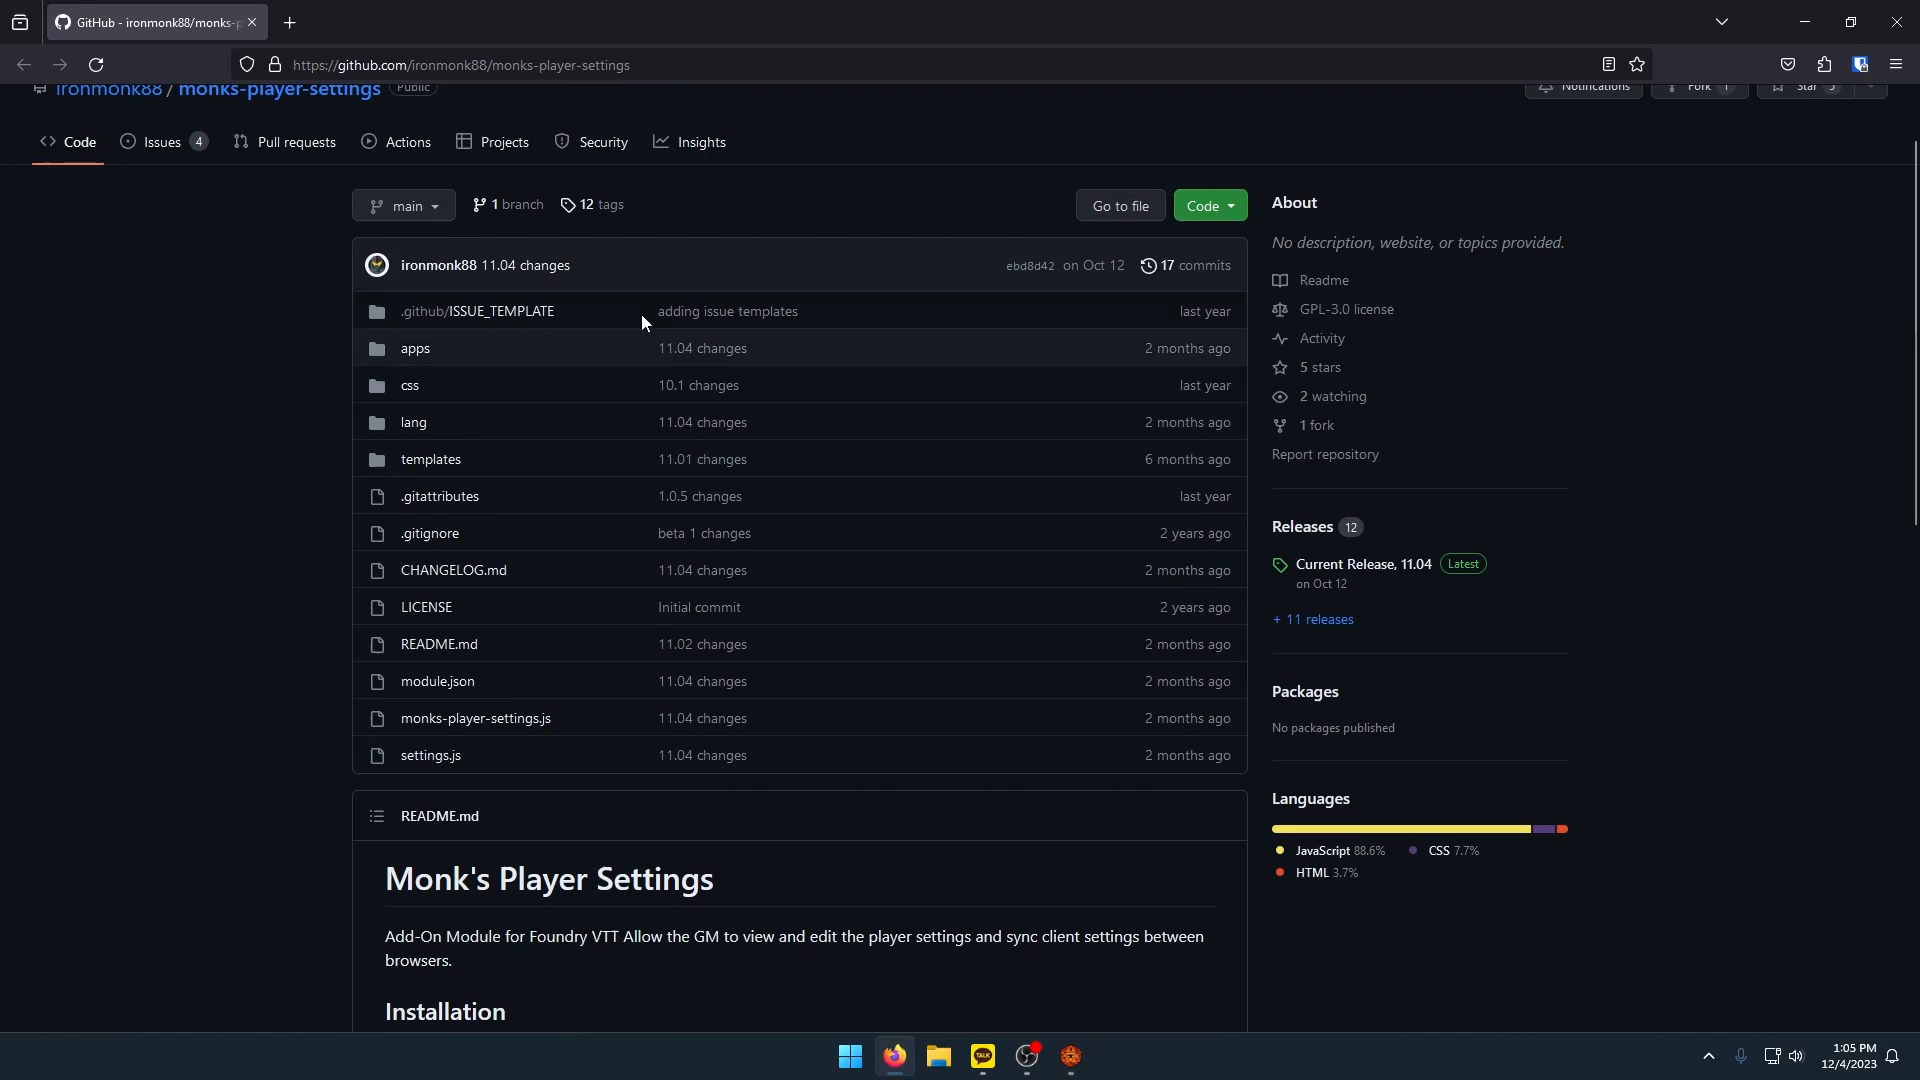 GitHub - ironmonk88/monks-p
https://github.com/ironmonk88/monks-player-settings
ironmonk88 / monks-player-settings Public
Notifications Fork 1 Star 5
Code Issues 4 Pull requests Actions Projects Security Insights
main 1 branch 12 tags Go to file Code
ironmonk88 11.04 changes ebd8d42 on Oct 12 17 commits
.github/ISSUE_TEMPLATE adding issue templates last year
apps 11.04 changes 2 months ago
css 10.1 changes last year
lang 11.04 changes 2 months ago
templates 11.01 changes 6 months ago
.gitattributes 1.0.5 changes last year
.gitignore beta 1 changes 2 years ago
CHANGELOG.md 11.04 changes 2 months ago
LICENSE Initial commit 2 years ago
README.md 11.02 changes 2 months ago
module.json 11.04 changes 2 months ago
monks-player-settings.js 11.04 changes 2 months ago
settings.js 11.04 changes 2 months ago
README.md
Monk's Player Settings
Add-On Module for Foundry VTT Allow the GM to view and edit the player settings and sync client settings between
browsers.
Installation
About
No description, website, or topics provided.
Readme
GPL-3.0 license
Activity
5 stars
2 watching
1 fork
Report repository
Releases 12
Current Release, 11.04 Latest
on Oct 12
+ 11 releases
Packages
No packages published
Languages
JavaScript 88.6% CSS 7.7%
HTML 3.7%
TALK
1:05 PM
12/4/2023